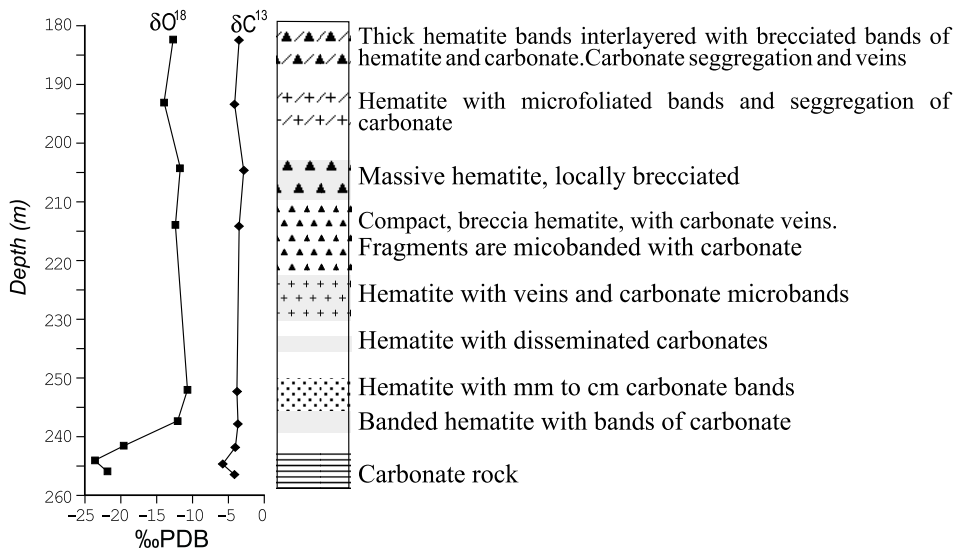 δO18 δC13
180
190
200
210
220
230
240
250
260
Depth (m)
−25 −20 −15 −10 −5 0
‰PDB
Thick hematite bands interlayered with brecciated bands of
hematite and carbonate.Carbonate seggregation and veins
Hematite with microfoliated bands and seggregation of
carbonate
Massive hematite, locally brecciated
Compact, breccia hematite, with carbonate veins.
Fragments are micobanded with carbonate
Hematite with veins and carbonate microbands
Hematite with disseminated carbonates
Hematite with mm to cm carbonate bands
Banded hematite with bands of carbonate
Carbonate rock